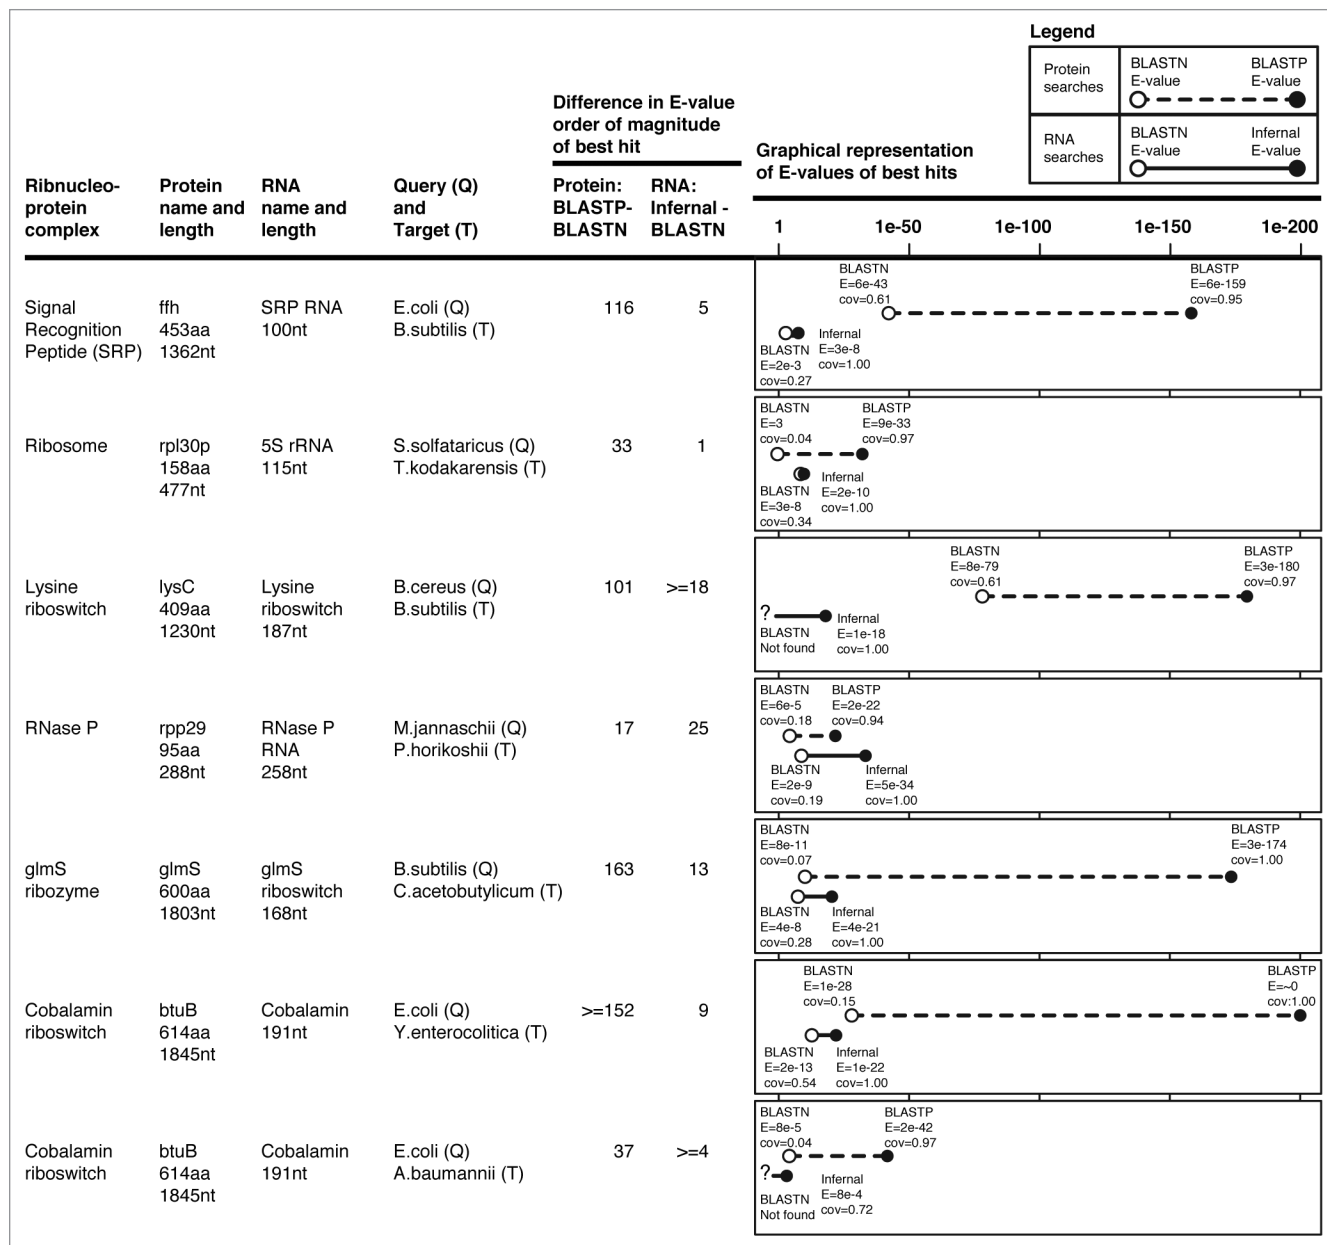 Legend
Protein searches
BLASTN E-value
BLASTP E-value
RNA searches
BLASTN E-value
Infernal E-value
Difference in E-value
order of magnitude
of best hit
Graphical representation
of E-values of best hits
Ribnucleo-
protein
complex
Protein
name and
length
RNA
name and
length
Query (Q)
and
Target (T)
Protein:
BLASTP-
BLASTN
RNA:
Infernal -
BLASTN
1 1e-50 1e-100 1e-150 1e-200
Signal
Recognition
Peptide (SRP)
ffh
453aa
1362nt
SRP RNA
100nt
E.coli (Q)
B.subtilis (T)
116
5
BLASTN
E=6e-43
cov=0.61
BLASTP
E=6e-159
cov=0.95
BLASTN
E=2e-3
cov=0.27
Infernal
E=3e-8
cov=1.00
Ribosome
rpl30p
158aa
477nt
5S rRNA
115nt
S.solfataricus (Q)
T.kodakarensis (T)
33
1
BLASTN
E=3
cov=0.04
BLASTP
E=9e-33
cov=0.97
BLASTN
E=3e-8
cov=0.34
Infernal
E=2e-10
cov=1.00
Lysine
riboswitch
lysC
409aa
1230nt
Lysine
riboswitch
187nt
B.cereus (Q)
B.subtilis (T)
101
>=18
BLASTN
E=8e-79
cov=0.61
BLASTP
E=3e-180
cov=0.97
?
BLASTN
Not found
Infernal
E=1e-18
cov=1.00
RNase P
rpp29
95aa
288nt
RNase P
RNA
258nt
M.jannaschii (Q)
P.horikoshii (T)
17
25
BLASTN
E=6e-5
cov=0.18
BLASTP
E=2e-22
cov=0.94
BLASTN
E=2e-9
cov=0.19
Infernal
E=5e-34
cov=1.00
glmS
ribozyme
glmS
600aa
1803nt
glmS
riboswitch
168nt
B.subtilis (Q)
C.acetobutylicum (T)
163
13
BLASTN
E=8e-11
cov=0.07
BLASTP
E=3e-174
cov=1.00
BLASTN
E=4e-8
cov=0.28
Infernal
E=4e-21
cov=1.00
Cobalamin
riboswitch
btuB
614aa
1845nt
Cobalamin
191nt
E.coli (Q)
Y.enterocolitica (T)
>=152
9
BLASTN
E=1e-28
cov=0.15
BLASTP
E=~0
cov:1.00
BLASTN
E=2e-13
cov=0.54
Infernal
E=1e-22
cov=1.00
Cobalamin
riboswitch
btuB
614aa
1845nt
Cobalamin
191nt
E.coli (Q)
A.baumannii (T)
37
>=4
BLASTN
E=8e-5
cov=0.04
BLASTP
E=2e-42
cov=0.97
?
BLASTN
Not found
Infernal
E=8e-4
cov=0.72